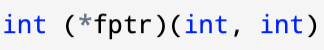 int (*fptr)(int, int)